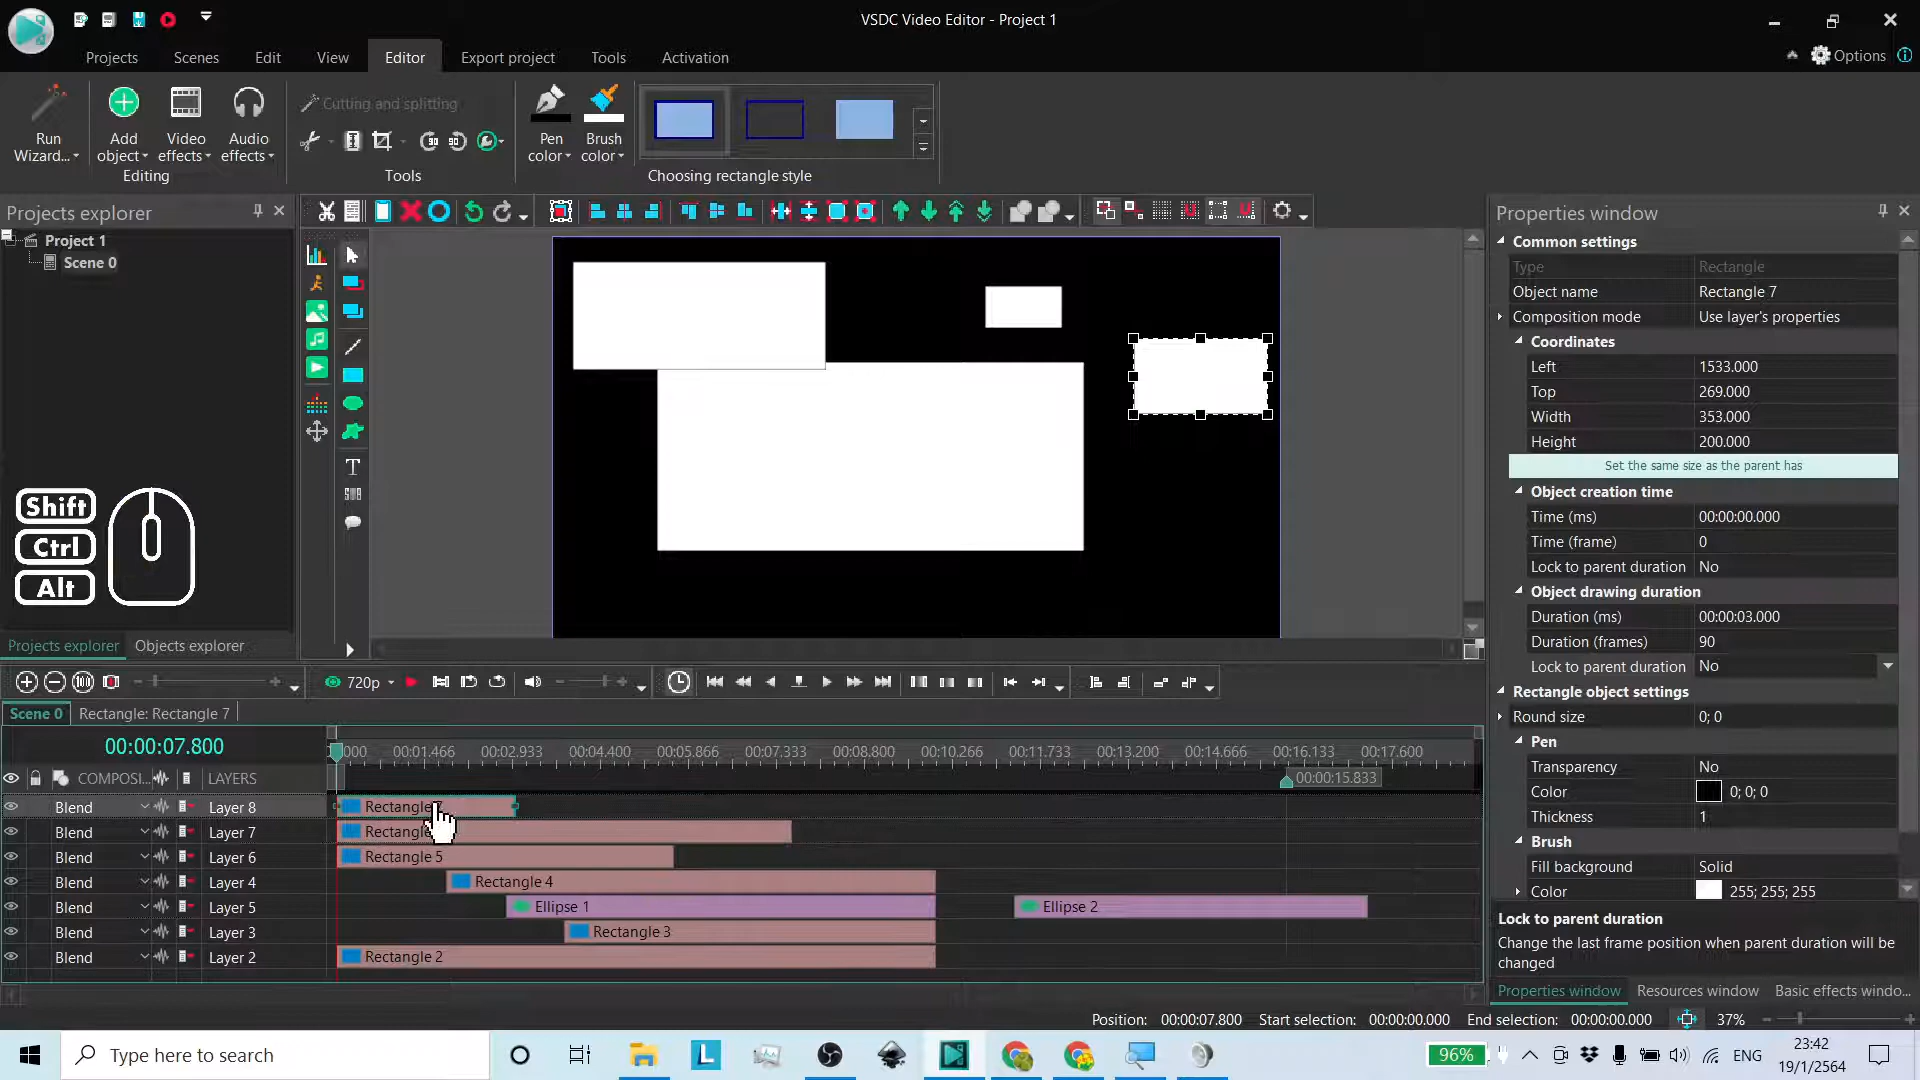 VSDC Video Editor - Project 1
Projects
Scenes
Edit
View
Editor
Export project
Tools
Activation
Options
Run
Wizard...
Add
object
Video
effects
Audio
effects
Editing
Cutting and splitting
Tools
Pen
color
Brush
color
Choosing rectangle style
Projects explorer
Project 1
Scene 0
Shift
Ctrl
Alt
Projects explorer
Objects explorer
Properties window
Common settings
Type Rectangle
Object name Rectangle 7
Composition mode Use layer's properties
Coordinates
Left 1533.000
Top 269.000
Width 353.000
Height 200.000
Set the same size as the parent has
Object creation time
Time (ms) 00:00:00.000
Time (frame) 0
Lock to parent duration No
Object drawing duration
Duration (ms) 00:00:03.000
Duration (frames) 90
Lock to parent duration No
Rectangle object settings
Round size 0; 0
Pen
Transparency No
Color 0; 0; 0
Thickness 1
Brush
Fill background Solid
Color 255; 255; 255
Lock to parent duration
Change the last frame position when parent duration will be
changed
Properties window
Resources window
Basic effects windo...
720p
Scene 0
Rectangle: Rectangle 7
00:00:07.800
000 00:01.466 00:02.933 00:04.400 00:05.866 00:07.333 00:08.800 00:10.266 00:11.733 00:13.200 00:14.666 00:16.133 00:17.600
00:00:15.833
COMPOSI... LAYERS
Blend Layer 8 Rectangle
Blend Layer 7 Rectangle
Blend Layer 6 Rectangle 5
Blend Layer 4 Rectangle 4
Blend Layer 5 Ellipse 1 Ellipse 2
Blend Layer 3 Rectangle 3
Blend Layer 2 Rectangle 2
Position: 00:00:07.800 Start selection: 00:00:00.000 End selection: 00:00:00.000 37%
Type here to search
96%
ENG
23:42
19/1/2564